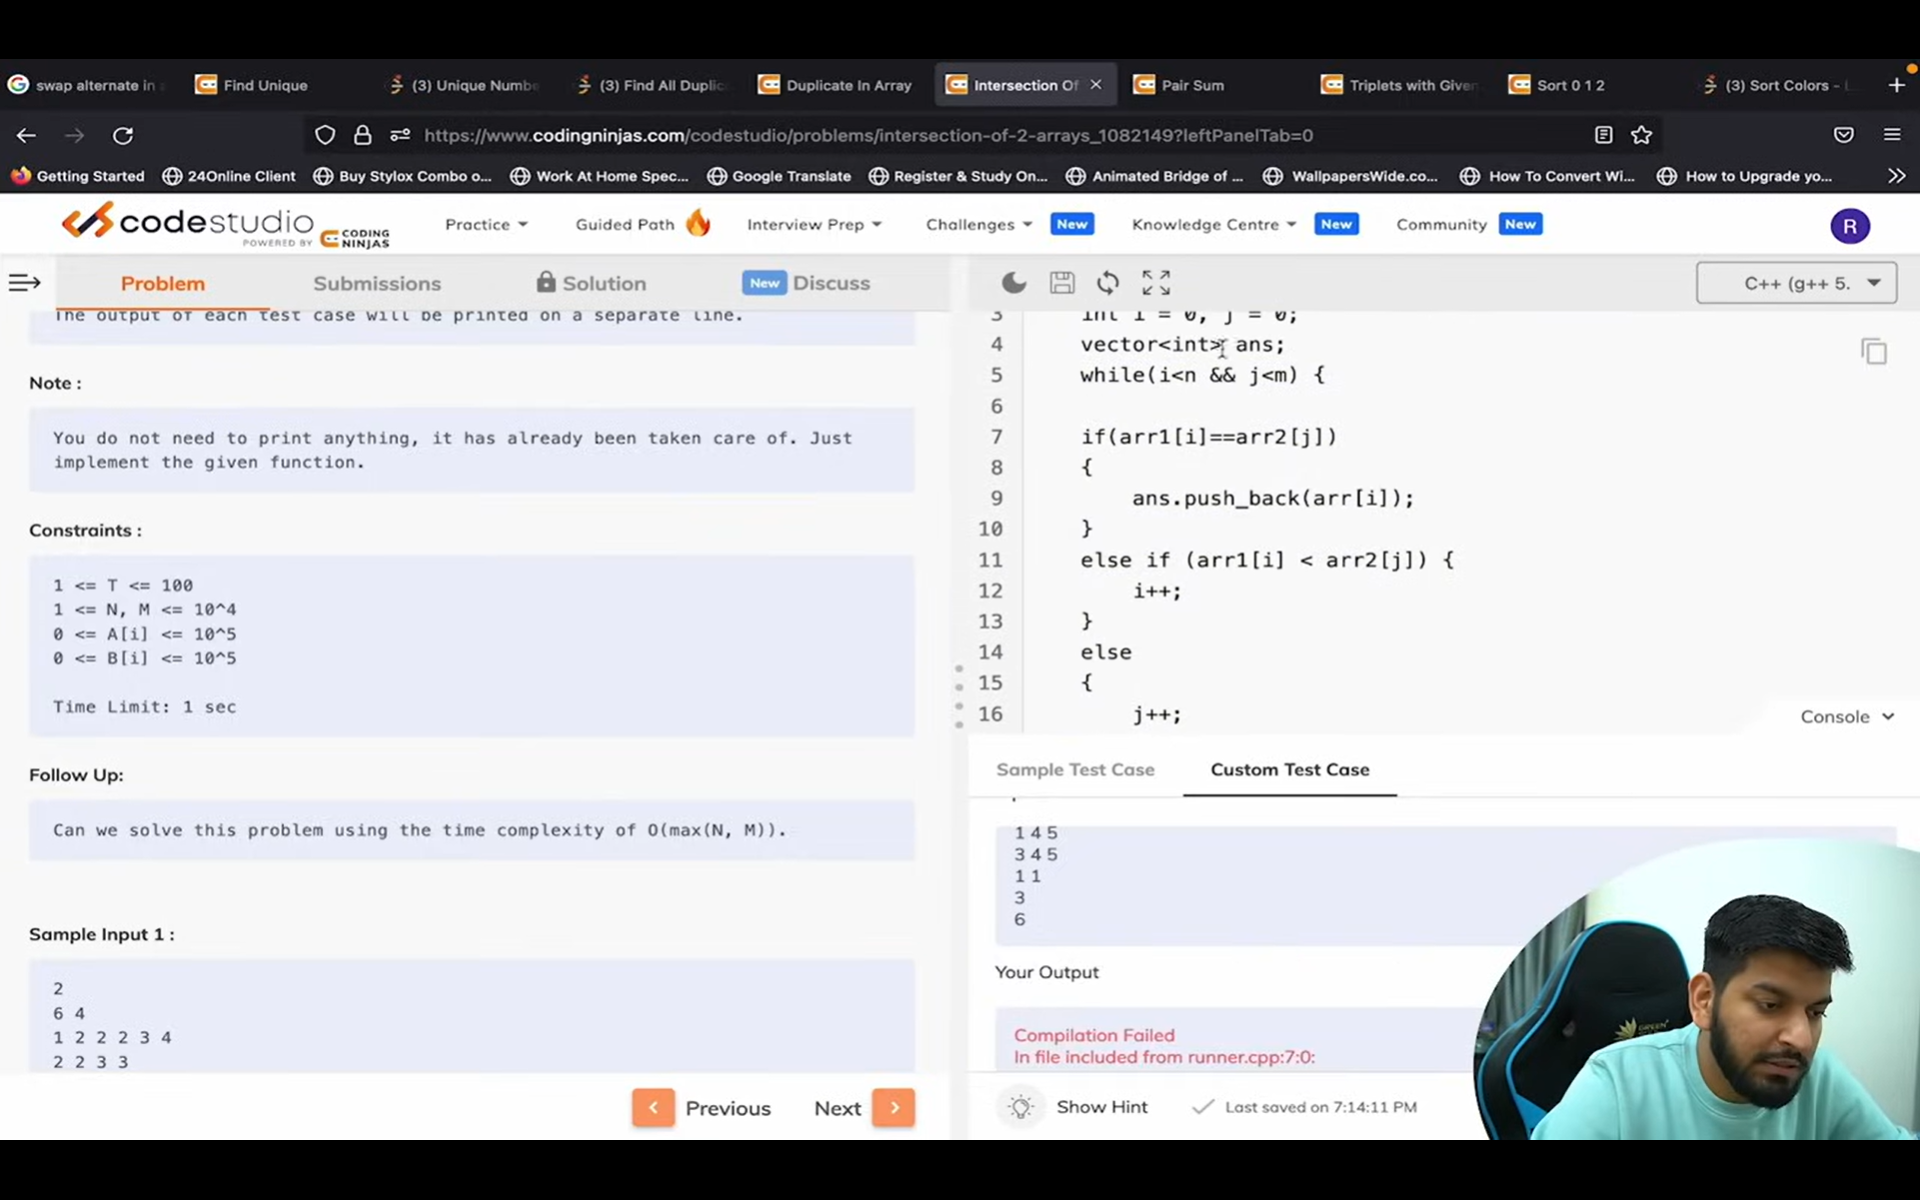 swap alternate in
Find Unique
(3) Unique Numbe
(3) Find All Duplic
Duplicate In Array
Intersection Of
Pair Sum
Triplets with Given
Sort 0 1 2
(3) Sort Colors - L
https://www.codingninjas.com/codestudio/problems/intersection-of-2-arrays_1082149?leftPanelTab=0
Getting Started
24Online Client
Buy Stylox Combo o...
Work At Home Spec...
Google Translate
Register & Study On...
Animated Bridge of ...
WallpapersWide.co...
How To Convert Wi...
How to Upgrade yo...
codestudio
POWERED BY CODING NINJAS
Practice
Guided Path
Interview Prep
Challenges New
Knowledge Centre New
Community New
R
Problem
Submissions
Solution
New Discuss
C++ (g++ 5.
The output of each test case will be printed on a separate line.
Note :
You do not need to print anything, it has already been taken care of. Just
implement the given function.
Constraints :
1 <= T <= 100
1 <= N, M <= 10^4
0 <= A[i] <= 10^5
0 <= B[i] <= 10^5
Time Limit: 1 sec
Follow Up:
Can we solve this problem using the time complexity of O(max(N, M)).
Sample Input 1 :
2
6 4
1 2 2 2 3 4
2 2 3 3
Previous
Next
3 int i = 0, j = 0;
4 vector<int> ans;
5 while(i<n && j<m) {
6
7 if(arr1[i]==arr2[j])
8 {
9 ans.push_back(arr[i]);
10 }
11 else if (arr1[i] < arr2[j]) {
12 i++;
13 }
14 else
15 {
16 j++;
Console
Sample Test Case
Custom Test Case
1 4 5
3 4 5
1 1
3
6
Your Output
Compilation Failed
In file included from runner.cpp:7:0:
Show Hint
Last saved on 7:14:11 PM